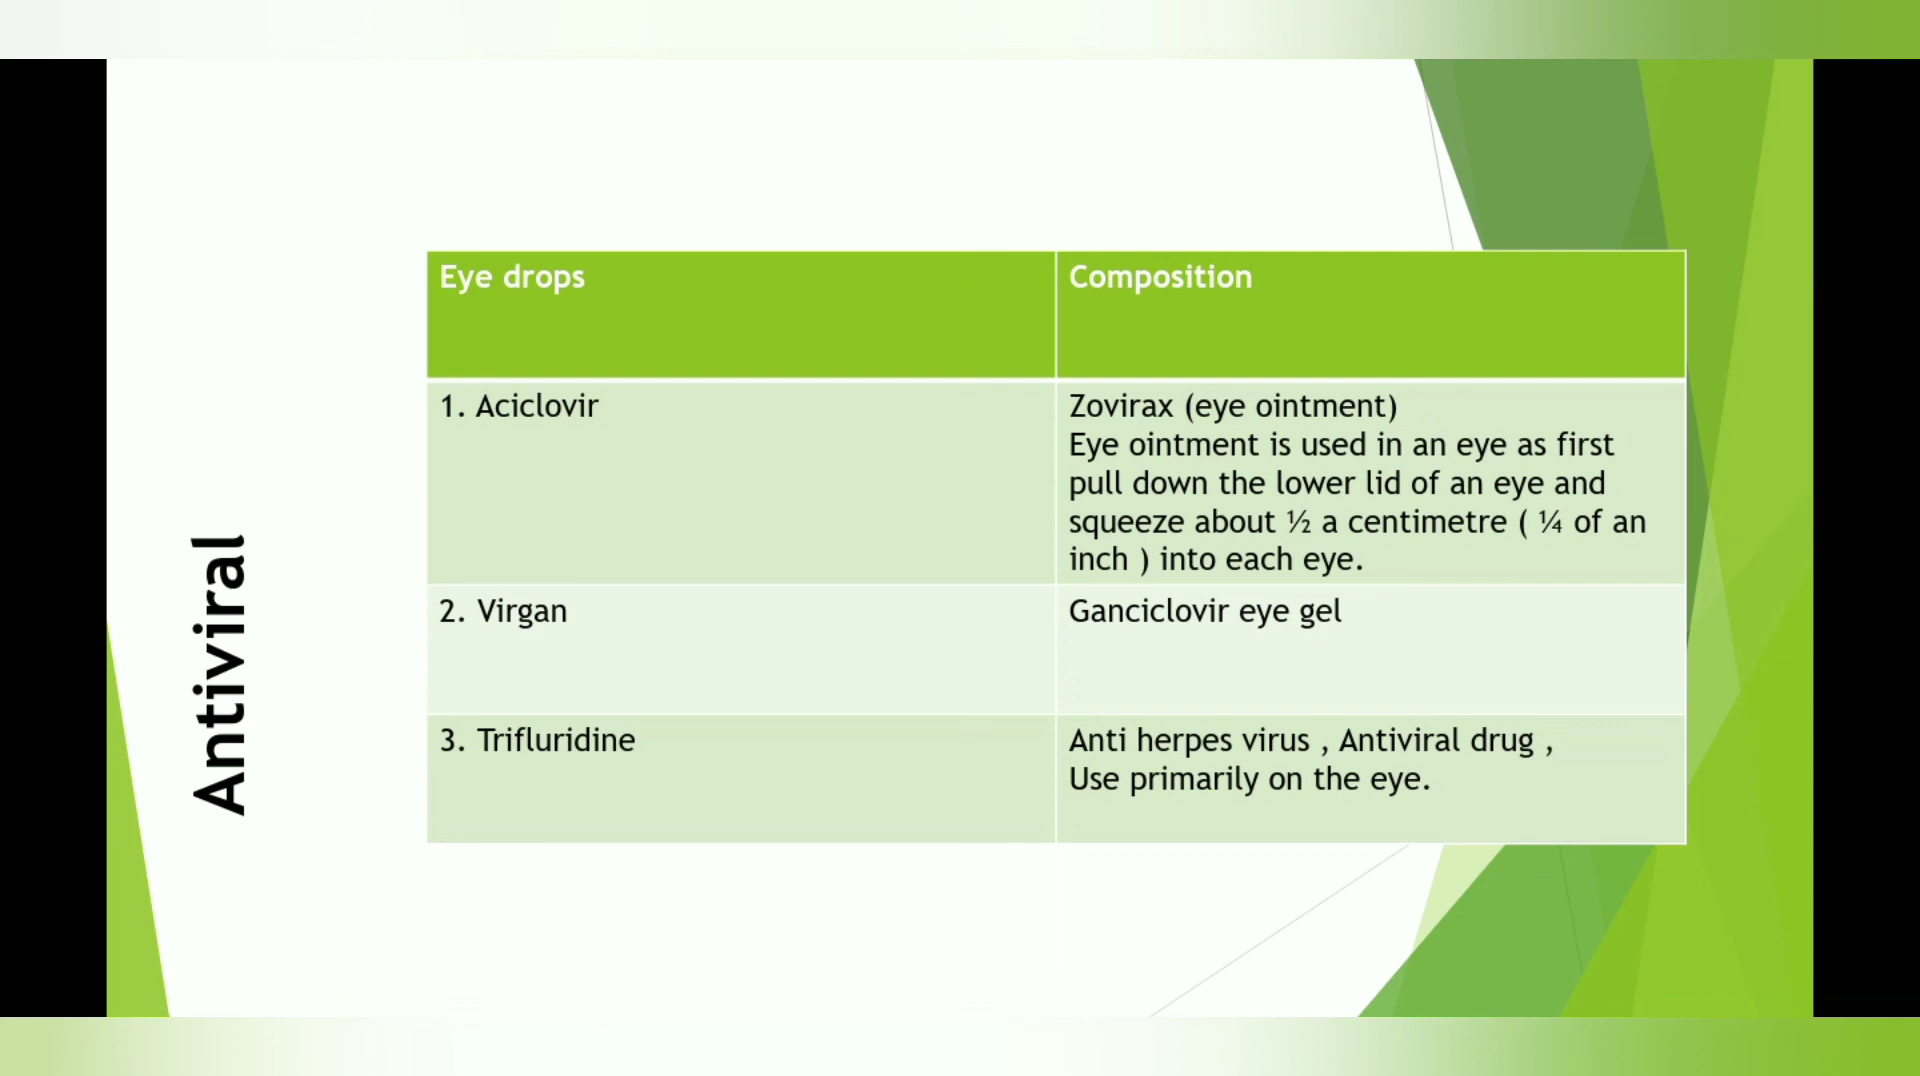 Antiviral
Eye drops
Composition
1. Aciclovir
Zovirax (eye ointment)
Eye ointment is used in an eye as first
pull down the lower lid of an eye and
squeeze about ½ a centimetre ( ¼ of an
inch ) into each eye.
2. Virgan
Ganciclovir eye gel
3. Trifluridine
Anti herpes virus , Antiviral drug ,
Use primarily on the eye.